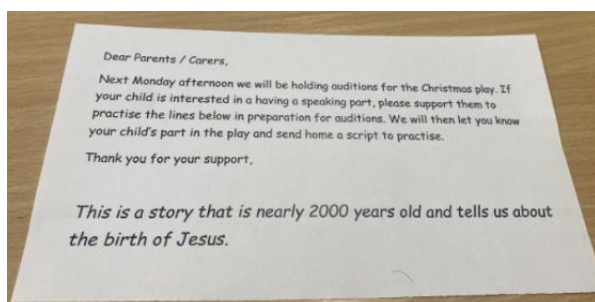 Dear Parents / Carers,
Next Monday afternoon we will be holding auditions for the Christmas play. If
your child is interested in a having a speaking part, please support them to
practise the lines below in preparation for auditions. We will then let you know
your child's part in the play and send home a script to practise.
Thank you for your support,
This is a story that is nearly 2000 years old and tells us about
the birth of Jesus.